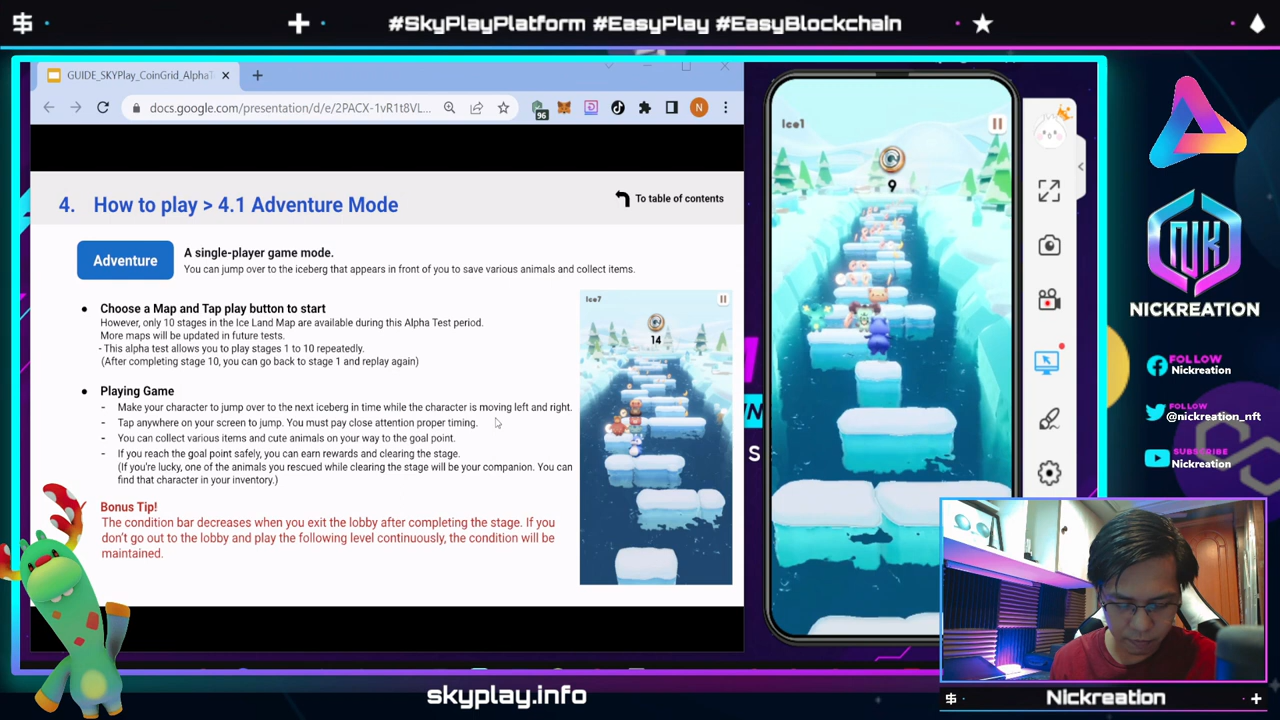 #SkyPlayPlatform #EasyPlay #EasyBlockchain
GUIDE_SKYPlay_CoinGrid_AlphaT
docs.google.com/presentation/d/e/2PACX-1vR1t8VL...
96
N
4. How to play > 4.1 Adventure Mode
To table of contents
Adventure
A single-player game mode.
You can jump over to the iceberg that appears in front of you to save various animals and collect items.
● Choose a Map and Tap play button to start
However, only 10 stages in the Ice Land Map are available during this Alpha Test period.
More maps will be updated in future tests.
- This alpha test allows you to play stages 1 to 10 repeatedly.
(After completing stage 10, you can go back to stage 1 and replay again)
● Playing Game
- Make your character to jump over to the next iceberg in time while the character is moving left and right.
- Tap anywhere on your screen to jump. You must pay close attention proper timing.
- You can collect various items and cute animals on your way to the goal point.
- If you reach the goal point safely, you can earn rewards and clearing the stage.
(If you're lucky, one of the animals you rescued while clearing the stage will be your companion. You can
find that character in your inventory.)
Bonus Tip!
The condition bar decreases when you exit the lobby after completing the stage. If you
don't go out to the lobby and play the following level continuously, the condition will be
maintained.
Ice7
14
Ice1
9
NICKREATION
FOLLOW
Nickreation
FOLLOW
@nickreation_nft
SUBSCRIBE
Nickreation
skyplay.info
Nickreation